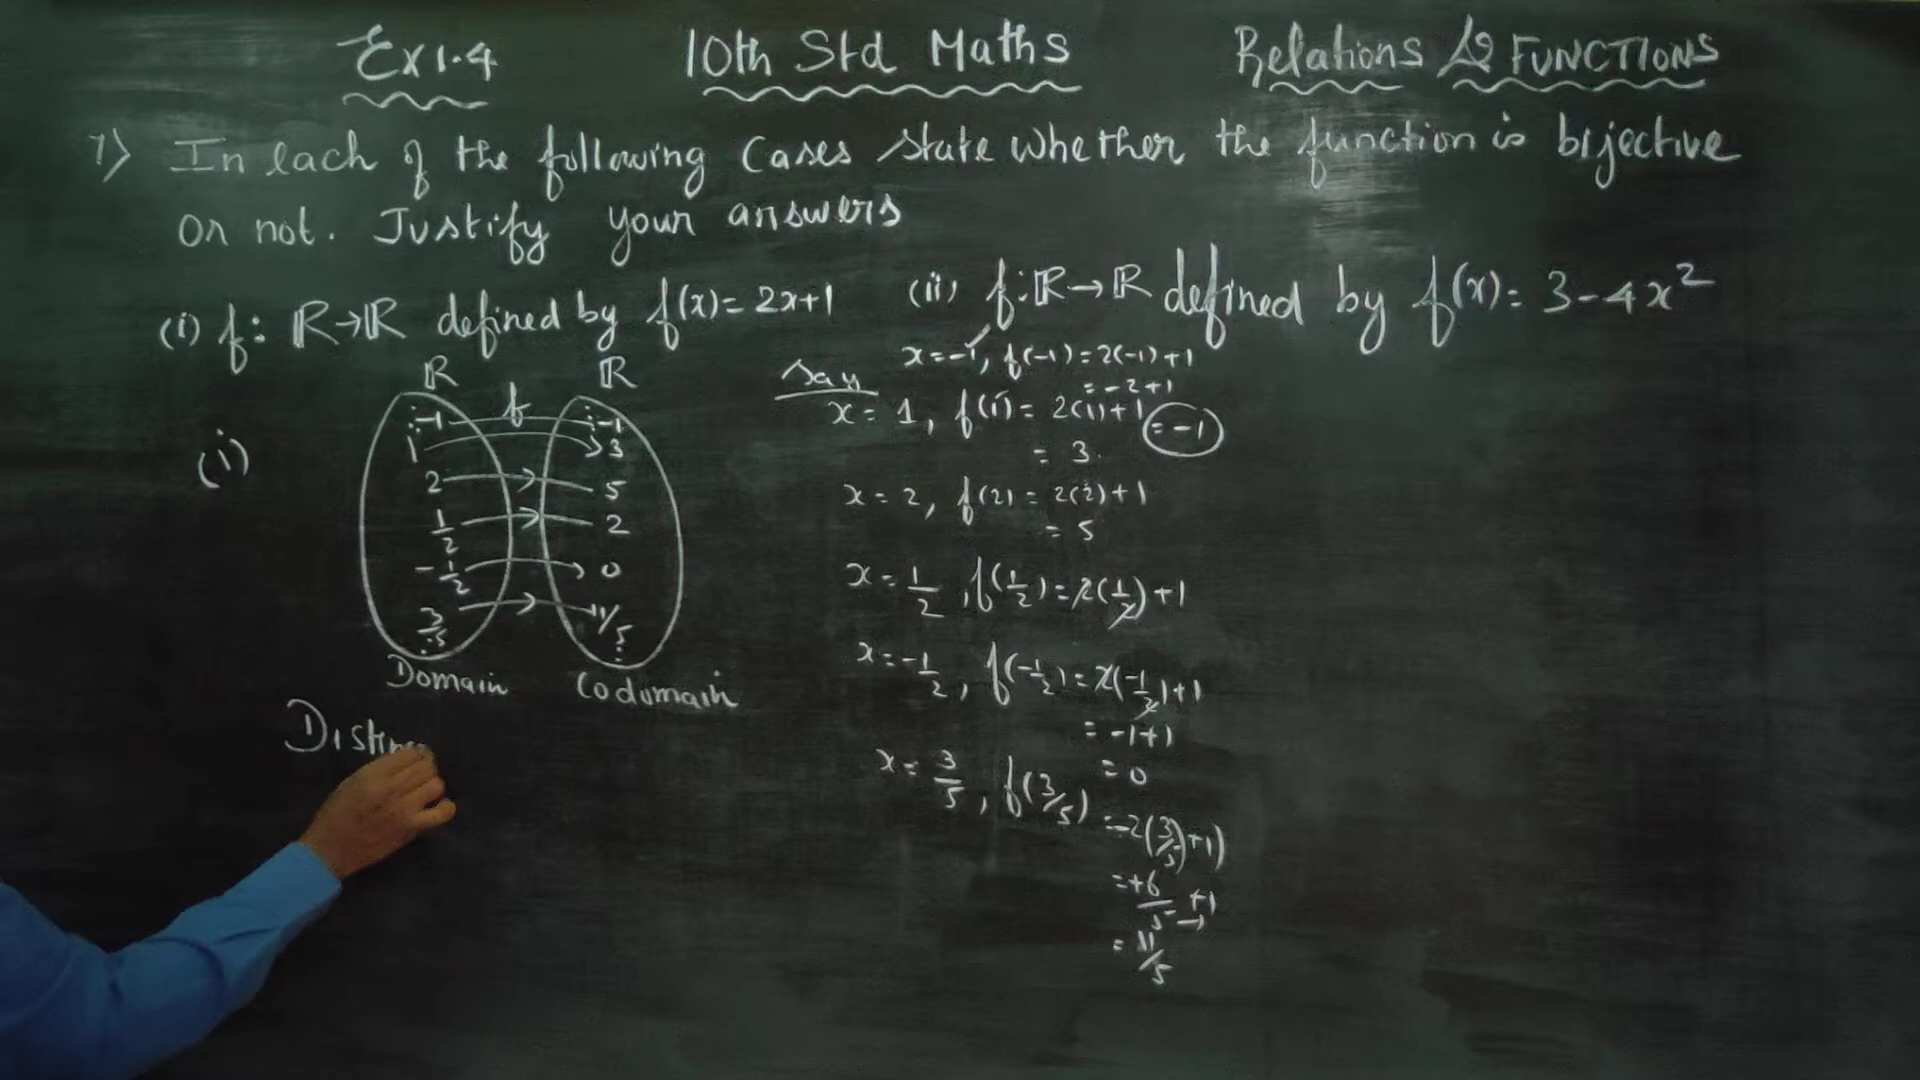 Ex 1.4 10th Std Maths Relations & FUNCTIONS
7) In each of the following Cases state whether the function is bijective
or not. Justify your answers
(i) f: ℝ→ℝ defined by f(x)= 2x+1 (ii) f:ℝ→ℝ defined by f(x)= 3-4x²
x=-1, f(-1)=2(-1)+1
= -2+1
= -1
(i)
ℝ f ℝ
-1 -1
1 3
2 5
1/2 2
-1/2 0
3/5 11/5
Domain Codomain
Say
x= 1, f(1)= 2(1)+1
= 3
x= 2, f(2)= 2(2)+1
= 5
x= 1/2, f(1/2)=2(1/2)+1
x=-1/2, f(-1/2)=2(-1/2)+1
= -1+1
= 0
x= 3/5, f(3/5)
=2(3/5)+1)
=+6/5 +1
= 11/5